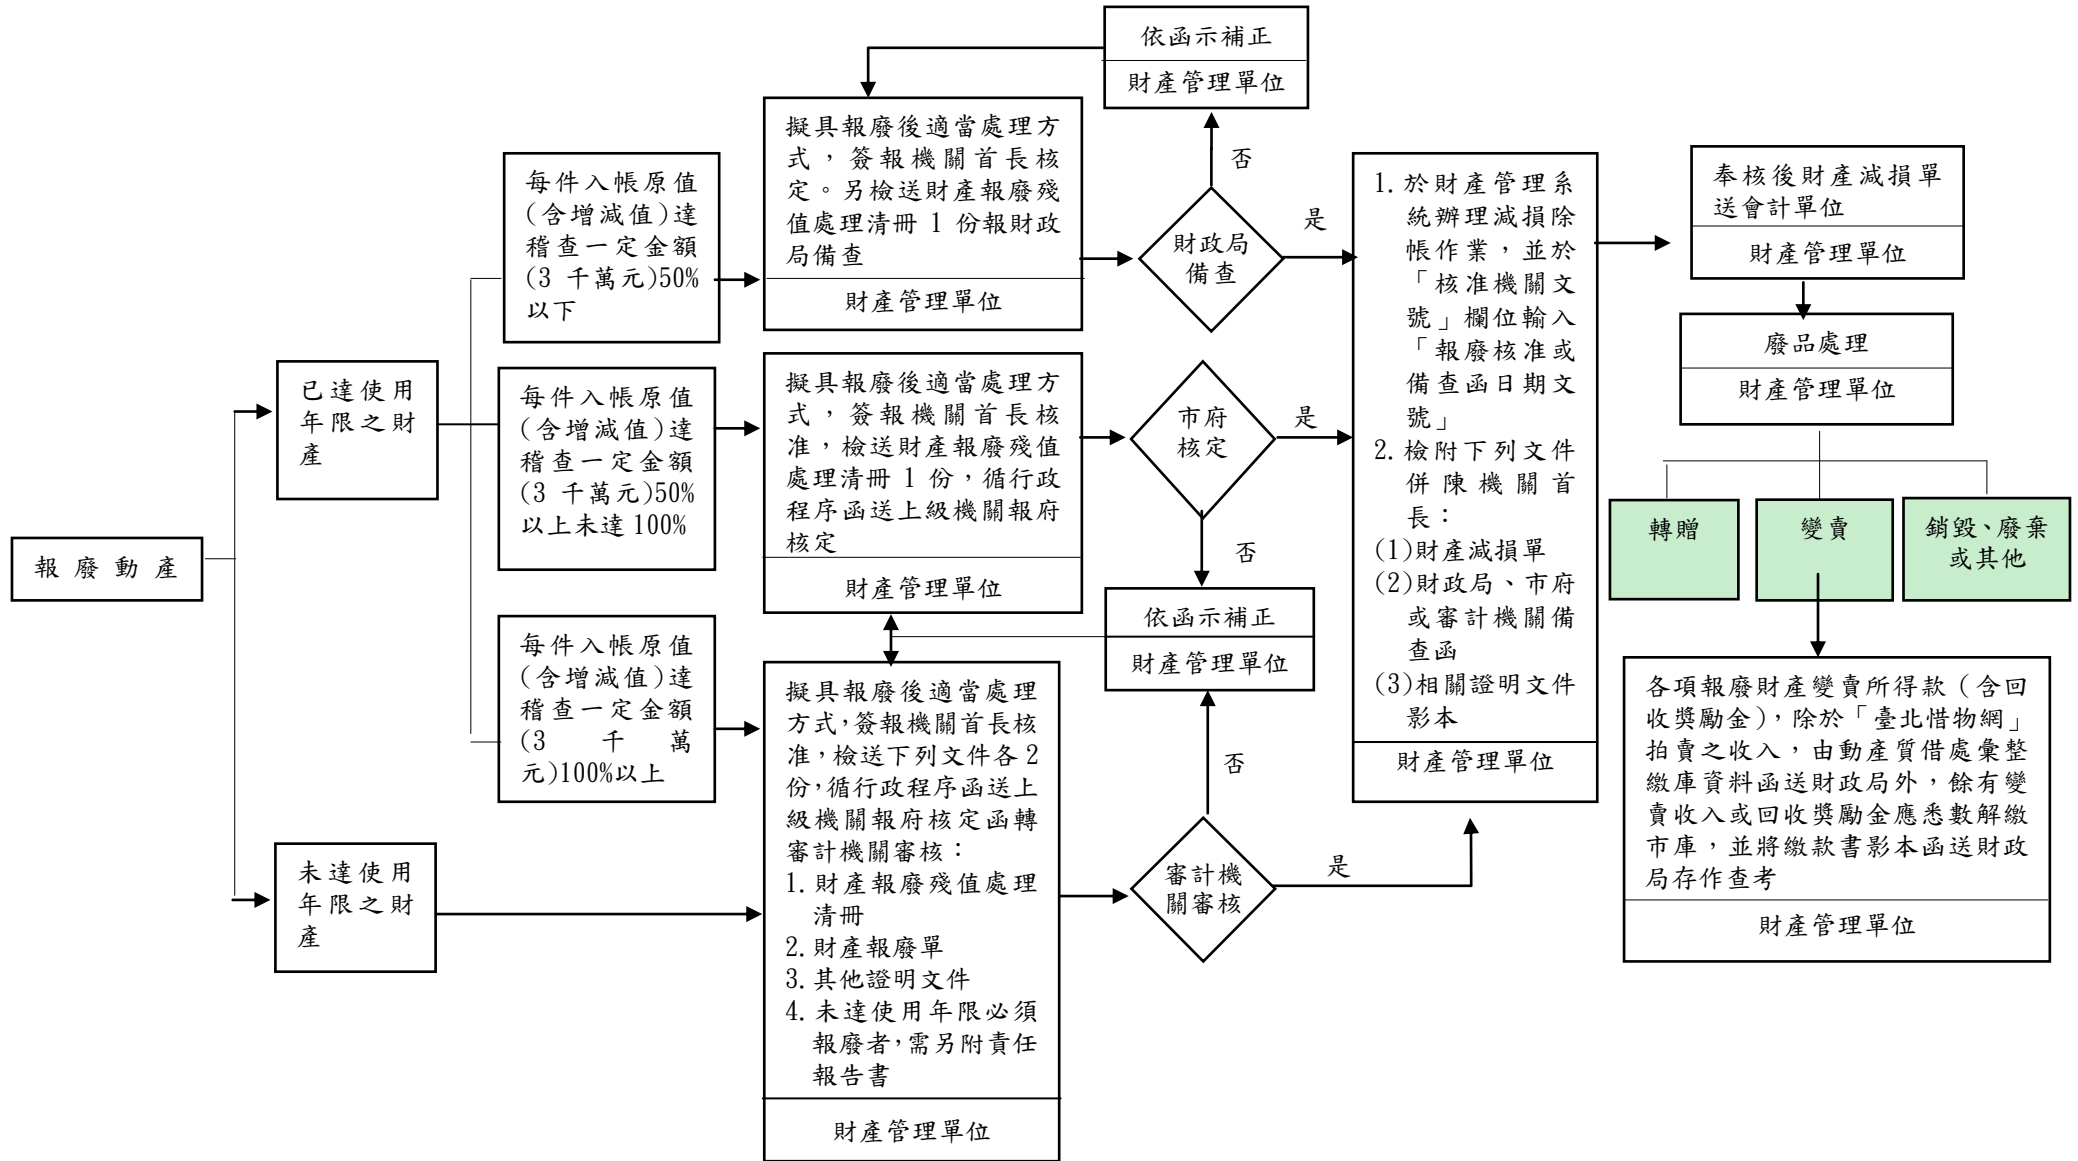 報廢動產
已達使用
年限之財
產
未達使用
年限之財
產
每件入帳原值
(含增減值)達
稽查一定金額
(3 千萬元)50%
以下
每件入帳原值
(含增減值)達
稽查一定金額
(3 千萬元)50%
以上未達 100%
每件入帳原值
(含增減值)達
稽查一定金額
(3 千萬
元)100%以上
擬具報廢後適當處理方
式，簽報機關首長核
定。另檢送財產報廢殘
值處理清冊 1 份報財政
局備查
財產管理單位
擬具報廢後適當處理方
式，簽報機關首長核
准，檢送財產報廢殘值
處理清冊 1 份，循行政
程序函送上級機關報府
核定
財產管理單位
擬具報廢後適當處理
方式，簽報機關首長核
准，檢送下列文件各 2
份，循行政程序函送上
級機關報府核定函轉
審計機關審核：
1. 財產報廢殘值處理
清冊
2. 財產報廢單
3. 其他證明文件
4. 未達使用年限必須
報廢者，需另附責任
報告書
財產管理單位
依函示補正
財產管理單位
否
財政局
備查
是
市府
核定
是
否
依函示補正
財產管理單位
否
審計機
關審核
是
1. 於財產管理系
統辦理減損除
帳作業，並於
「核准機關文
號」欄位輸入
「報廢核准或
備查函日期文
號」
2. 檢附下列文件
併陳機關首
長：
(1)財產減損單
(2)財政局、市府
或審計機關備
查函
(3)相關證明文件
影本
財產管理單位
奉核後財產減損單
送會計單位
財產管理單位
廢品處理
財產管理單位
轉贈
變賣
銷毀、廢棄
或其他
各項報廢財產變賣所得款（含回
收獎勵金），除於「臺北惜物網」
拍賣之收入，由動產質借處彙整
繳庫資料函送財政局外，餘有變
賣收入或回收獎勵金應悉數解繳
市庫，並將繳款書影本函送財政
局存作查考
財產管理單位